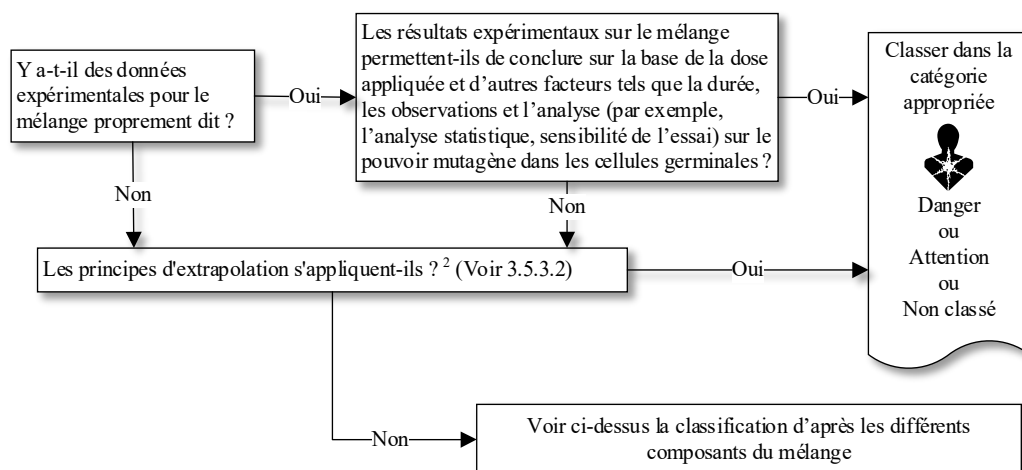 Y a-t-il des données
expérimentales pour le
mélange proprement dit ?
Oui
Les résultats expérimentaux sur le mélange
permettent-ils de conclure sur la base de la dose
appliquée et d’autres facteurs tels que la durée,
les observations et l’analyse (par exemple,
l’analyse statistique, sensibilité de l’essai) sur le
pouvoir mutagène dans les cellules germinales ?
Oui
Classer dans la
catégorie
appropriée
Danger
ou
Attention
ou
Non classé
Non
Non
Les principes d'extrapolation s'appliquent-ils ? 2 (Voir 3.5.3.2)
Oui
Non
Voir ci-dessus la classification d’après les différents
composants du mélange